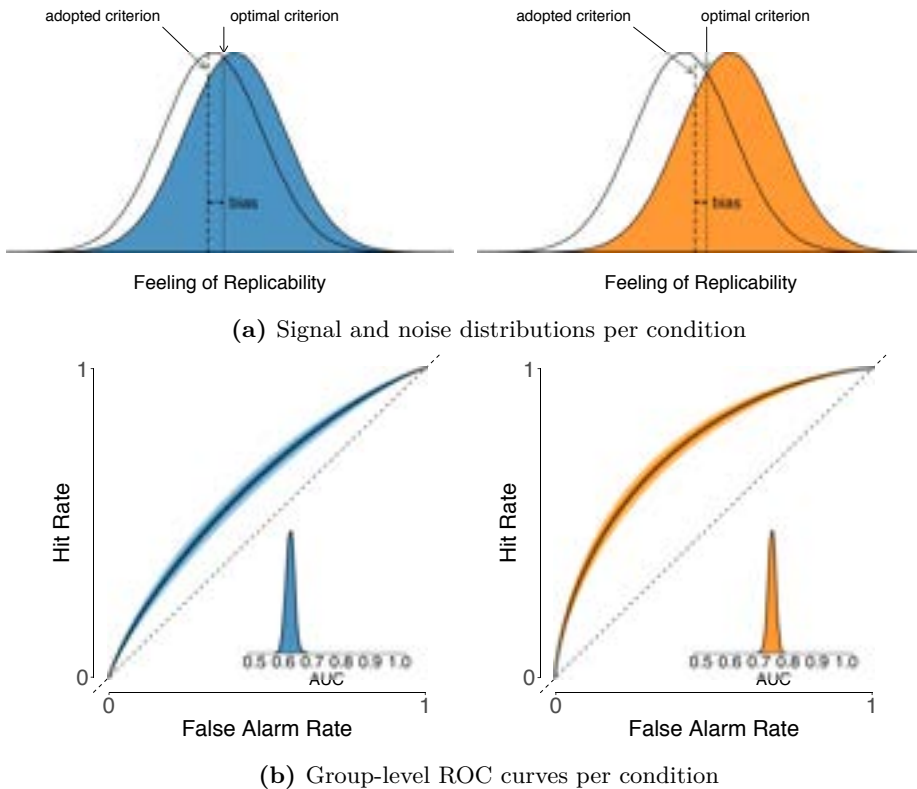 adopted criterion optimal criterion adopted criterion optimal criterion
bias bias
Feeling of Replicability Feeling of Replicability
(a) Signal and noise distributions per condition
1 1
Hit Rate Hit Rate
0.5 0.6 0.7 0.8 0.9 1.0 0.5 0.6 0.7 0.8 0.9 1.0
0 AUC 0 AUC
0 1 0 1
False Alarm Rate False Alarm Rate
(b) Group-level ROC curves per condition